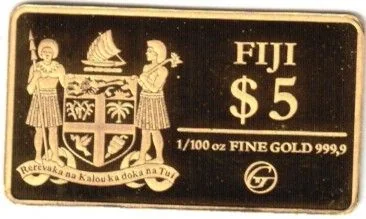 FIJI
$5
1/100 oz FINE GOLD 999,9
Rerevaka na Kalou ka doka na Tui